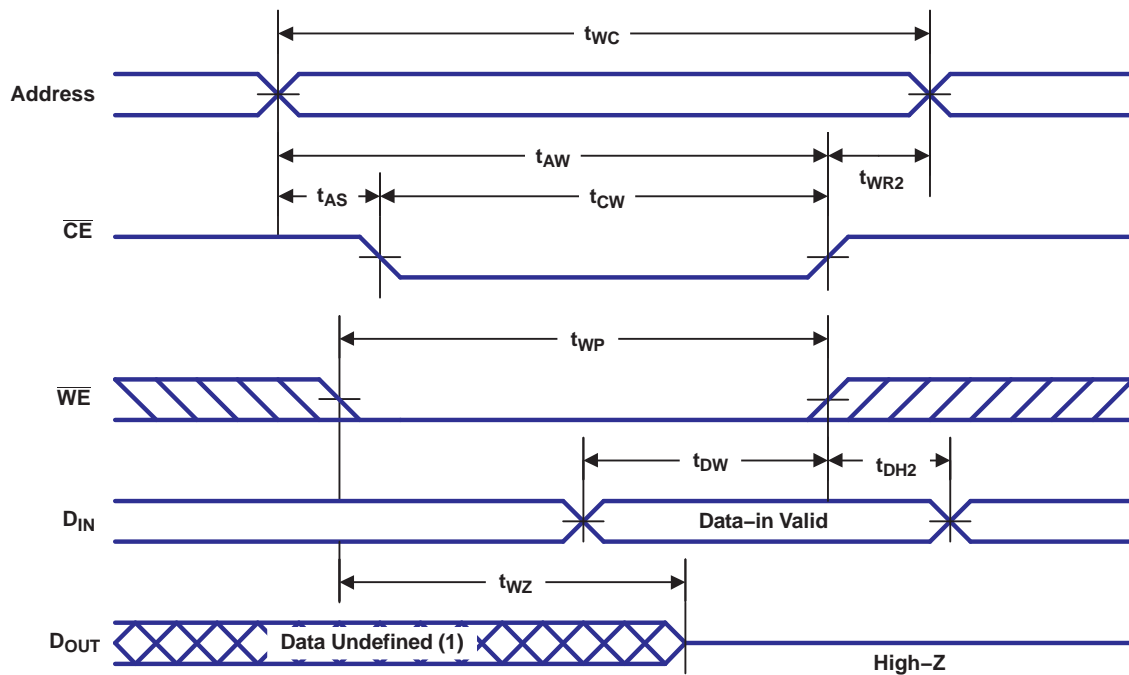 tWC
Address
tAW
tWR2
tAS
tCW
CE
tWP
WE
tDW
tDH2
DIN
Data−in Valid
tWZ
DOUT
Data Undefined (1)
High−Z